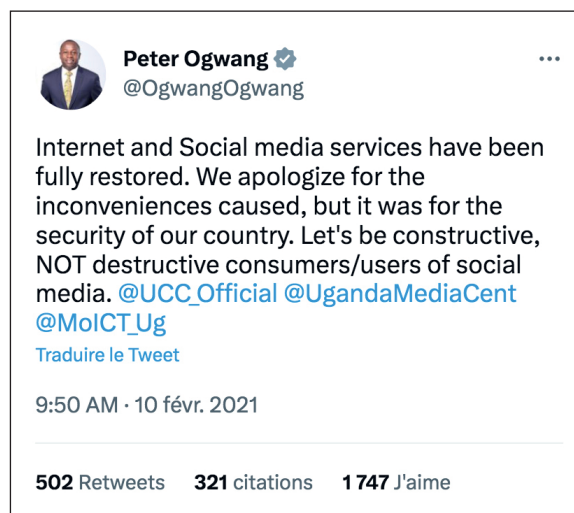 Peter Ogwang
@OgwangOgwang
Internet and Social media services have been
fully restored. We apologize for the
inconveniences caused, but it was for the
security of our country. Let's be constructive,
NOT destructive consumers/users of social
media. @UCC_Official @UgandaMediaCent
@MoICT_Ug
Traduire le Tweet
9:50 AM · 10 févr. 2021
502 Retweets 321 citations 1 747 J'aime